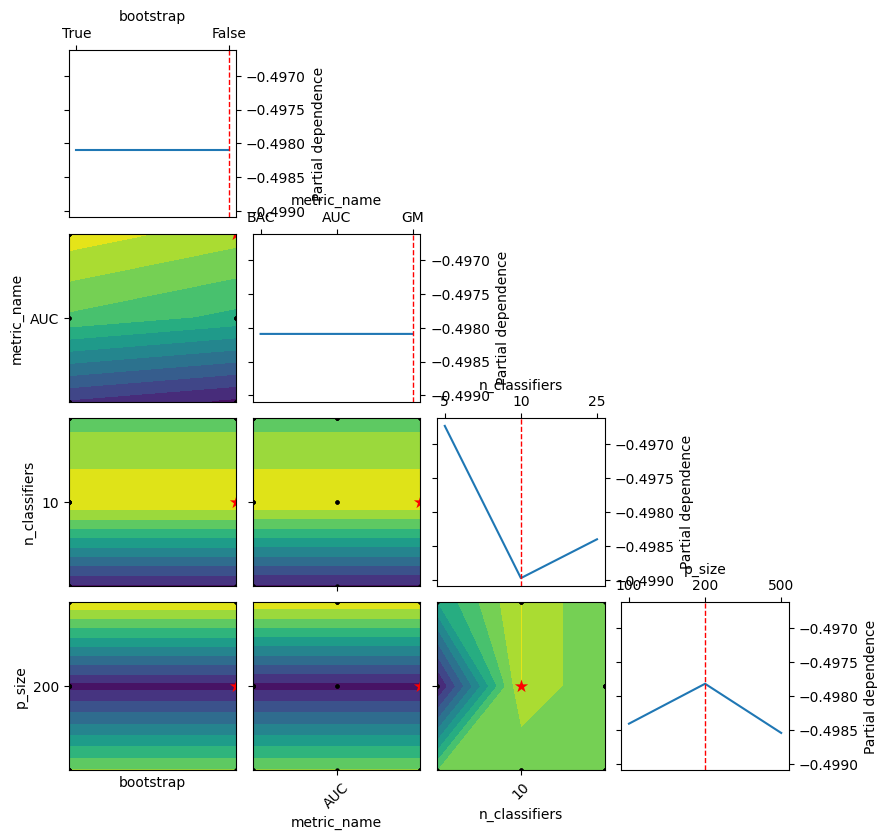 bootstrap
True False
−0.4970
−0.4975
−0.4980
−0.4985
−0.4990
Partial dependence
metric_name
BAC AUC GM
metric_name
AUC
−0.4970
−0.4975
−0.4980
−0.4985
−0.4990
Partial dependence
n_classifiers
5 10 25
n_classifiers
10
−0.4970
−0.4975
−0.4980
−0.4985
−0.4990
Partial dependence
p_size
100 200 500
p_size
200
−0.4970
−0.4975
−0.4980
−0.4985
−0.4990
Partial dependence
bootstrap
AUC
metric_name
10
n_classifiers